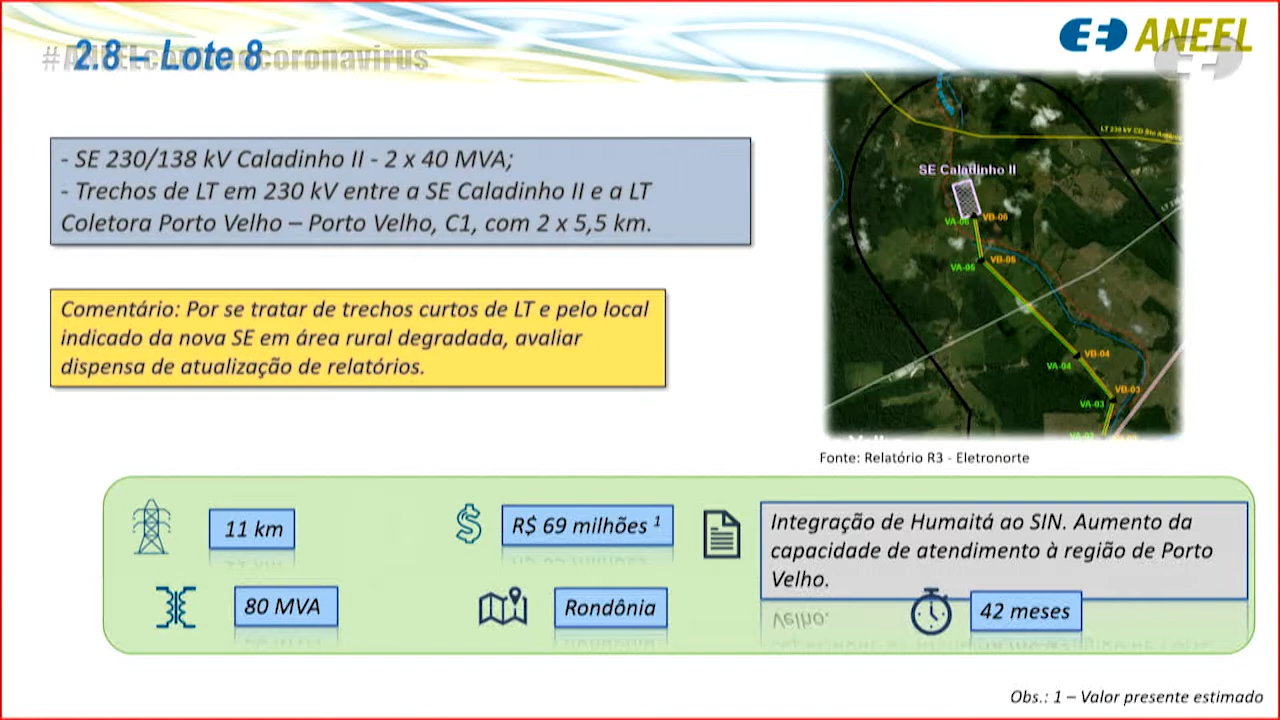 2.8 – Lote 8
ANEEL
- SE 230/138 kV Caladinho II - 2 x 40 MVA;
- Trechos de LT em 230 kV entre a SE Caladinho II e a LT
Coletora Porto Velho – Porto Velho, C1, com 2 x 5,5 km.
Comentário: Por se tratar de trechos curtos de LT e pelo local
indicado da nova SE em área rural degradada, avaliar
dispensa de atualização de relatórios.
LT 230 kV CD Sto
SE Caladinho II
VA-06 VB-06
VA-05 VB-05
VB-04
VA-04
VB-03
VA-03
Fonte: Relatório R3 - Eletronorte
11 km
R$ 69 milhões ¹
Integração de Humaitá ao SIN. Aumento da
capacidade de atendimento à região de Porto
Velho.
80 MVA
Rondônia
42 meses
Obs.: 1 – Valor presente estimado